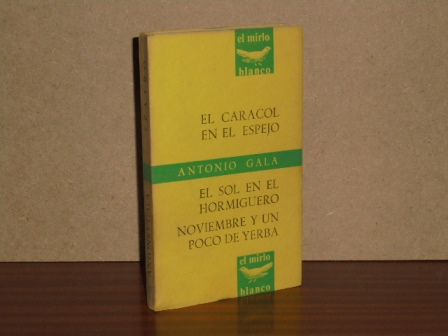 el mirlo
blanco
EL CARACOL
EN EL ESPEJO
ANTONIO GALA
EL SOL EN EL
HORMIGUERO
NOVIEMBRE Y UN
POCO DE YERBA
el mirlo
blanco